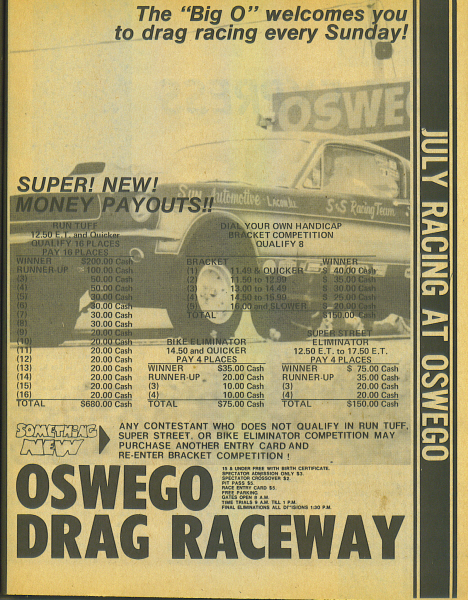 The "Big O" welcomes you
to drag racing every Sunday!
OSWE
JULY RACING AT OSWEGO
SUPER! NEW!
MONEY PAYOUTS!!
Automotive LACON ILL
S&S Racing Team
RUN TUFF
12.50 E.T. and Quicker
QUALIFY 16 PLACES
PAY 16 PLACES
WINNER $200.00 Cash
RUNNER-UP 100.00 Cash
(3) 50.00 Cash
(4) 50.00 Cash
(5) 30.00 Cash
(6) 30.00 Cash
(7) 30.00 Cash
(8) 30.00 Cash
(9) 20.00 Cash
(10) 20.00 Cash
(11) 20.00 Cash
(12) 20.00 Cash
(13) 20.00 Cash
(14) 20.00 Cash
(15) 20.00 Cash
(16) 20.00 Cash
TOTAL $680.00 Cash
DIAL YOUR OWN HANDICAP
BRACKET COMPETITION
QUALIFY 8
BRACKET WINNER
(1) 11.49 & QUICKER $ 40.00 Cash
(2) 11.50 to 12.99 $ 35.00 Cash
(3) 13.00 to 14.49 $ 30.00 Cash
(4) 14.50 to 15.99 $ 25.00 Cash
(5) 16.00 and SLOWER $ 20.00 Cash
TOTAL $150.00 Cash
BIKE ELIMINATOR
14.50 and QUICKER
PAY 4 PLACES
WINNER $35.00 Cash
RUNNER-UP 20.00 Cash
(3) 10.00 Cash
(4) 10.00 Cash
TOTAL $75.00 Cash
SUPER STREET
ELIMINATOR
12.50 E.T. to 17.50 E.T.
PAY 4 PLACES
WINNER $ 75.00 Cash
RUNNER-UP 35.00 Cash
(3) 20.00 Cash
(4) 20.00 Cash
TOTAL $150.00 Cash
SOMETHING
NEW
ANY CONTESTANT WHO DOES NOT QUALIFY IN RUN TUFF,
SUPER STREET, OR BIKE ELIMINATOR COMPETITION MAY
PURCHASE ANOTHER ENTRY CARD AND
RE-ENTER BRACKET COMPETITION !
OSWEGO
DRAG RACEWAY
15 & UNDER FREE WITH BIRTH CERTIFICATE.
SPECTATOR ADMISSION ONLY $3.
SPECTATOR CROSSOVER $2.
PIT PASS $5.
RACE ENTRY CARD $3.
FREE PARKING
GATES OPEN 8 A.M.
TIME TRIALS 9 A.M. TILL 1 P.M.
FINAL ELIMINATIONS ALL DIVISIONS 1:30 P.M.